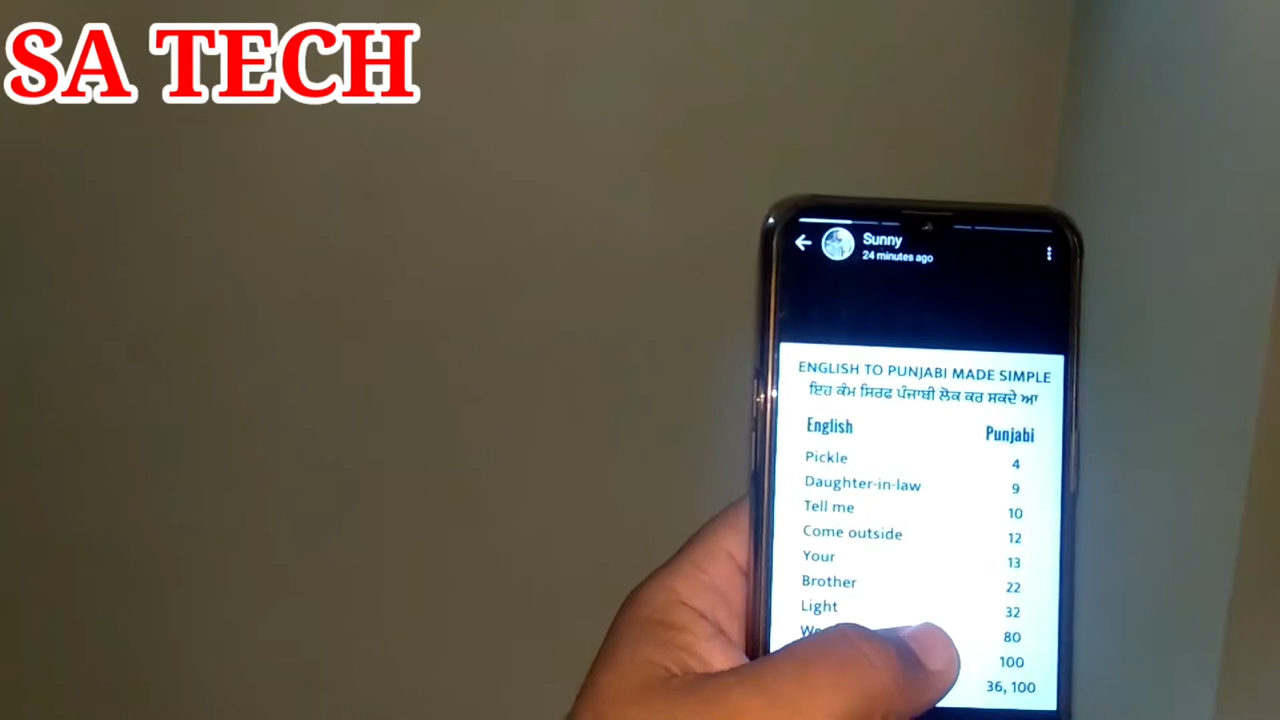 SA TECH
Sunny
24 minutes ago
ENGLISH TO PUNJABI MADE SIMPLE
ਇਹ ਕੰਮ ਸਿਰਫ ਪੰਜਾਬੀ ਲੋਕ ਕਰ ਸਕਦੇ ਆ
English Punjabi
Pickle 4
Daughter-in-law 9
Tell me 10
Come outside 12
Your 13
Brother 22
Light 32
80
100
36, 100